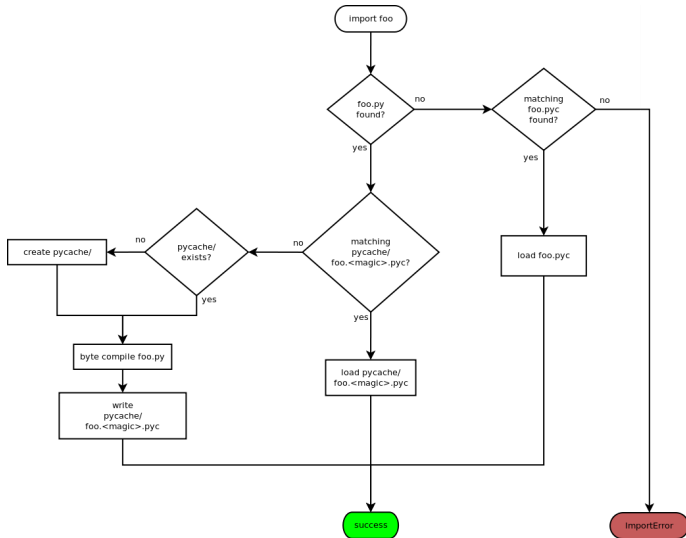 import foo
foo.py
found?
no
matching
foo.pyc
found?
no
yes
yes
create pycache/
no
pycache/
exists?
no
matching
pycache/
foo.<magic>.pyc?
load foo.pyc
yes
yes
byte compile foo.py
load pycache/
foo.<magic>.pyc
write
pycache/
foo.<magic>.pyc
success
ImportError